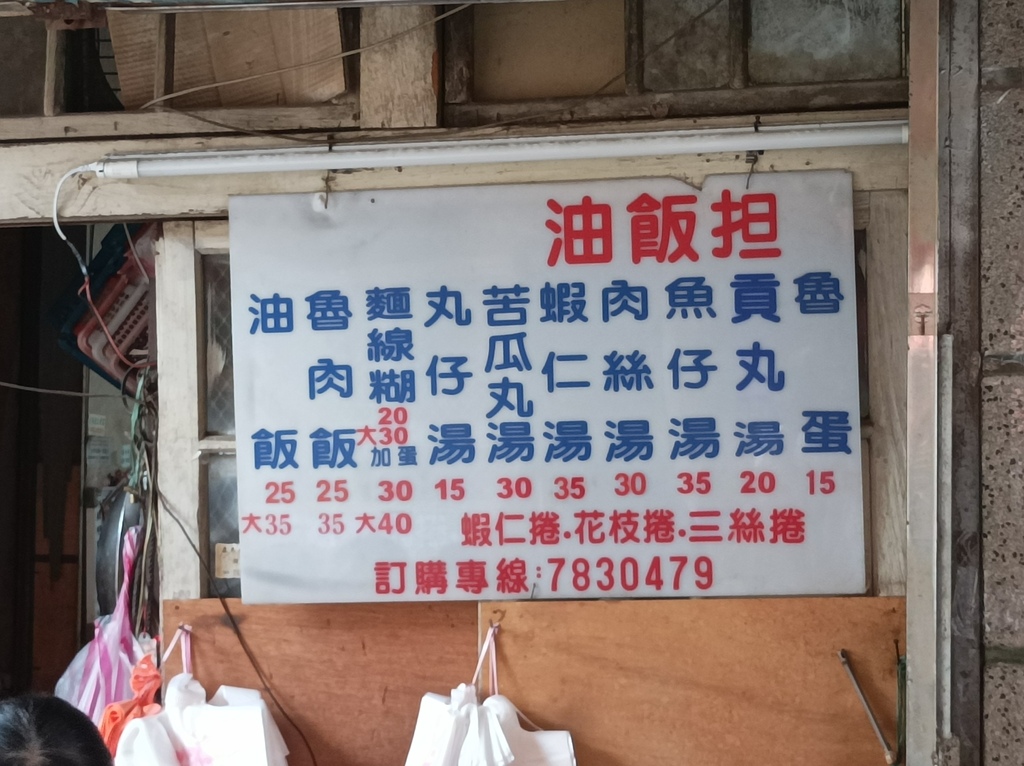 油飯担
油飯 25 大35
魯肉飯 25 35
麵線糊 20 大30 加蛋 30 大40
丸仔湯 15
苦瓜丸湯 30
蝦仁湯 35
肉絲湯 30
魚仔湯 35
貢丸湯 20
魯蛋 15
蝦仁捲.花枝捲.三絲捲
訂購專線:7830479